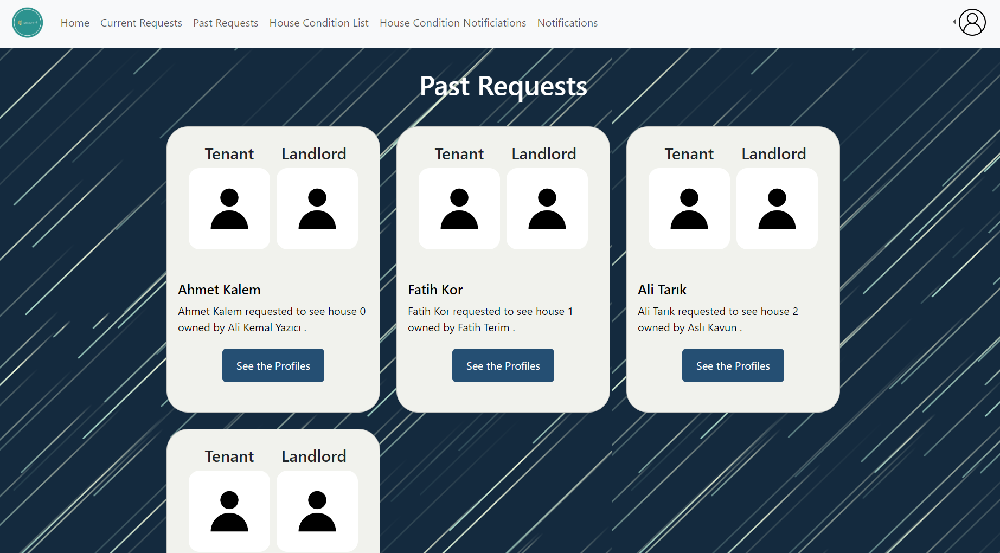 securent
Home
Current Requests
Past Requests
House Condition List
House Condition Notificiations
Notifications
Past Requests
Tenant
Landlord
Ahmet Kalem
Ahmet Kalem requested to see house 0
owned by Ali Kemal Yazıcı .
See the Profiles
Tenant
Landlord
Fatih Kor
Fatih Kor requested to see house 1
owned by Fatih Terim .
See the Profiles
Tenant
Landlord
Ali Tarık
Ali Tarık requested to see house 2
owned by Aslı Kavun .
See the Profiles
Tenant
Landlord